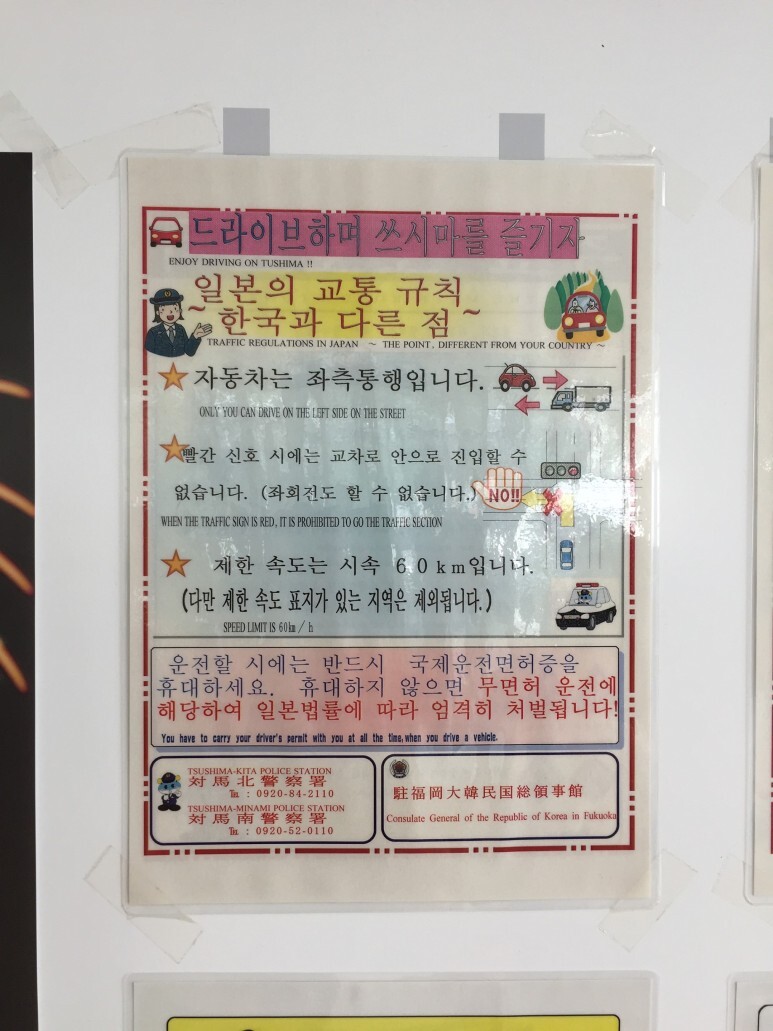 드라이브하며 쓰시마를 즐기자
ENJOY DRIVING ON TUSHIMA !!
일본의 교통 규칙
~한국과 다른 점~
TRAFFIC REGULATIONS IN JAPAN ~ THE POINT, DIFFERENT FROM YOUR COUNTRY ~
자동차는 좌측통행입니다.
ONLY YOU CAN DRIVE ON THE LEFT SIDE ON THE STREET
빨간 신호 시에는 교차로 안으로 진입할 수
없습니다. (좌회전도 할 수 없습니다.)
NO!!
WHEN THE TRAFFIC SIGN IS RED, IT IS PROHIBITED TO GO THE TRAFFIC SECTION
제한 속도는 시속 60km입니다.
(다만 제한 속도 표지가 있는 지역은 제외됩니다.)
SPEED LIMIT IS 60㎞/h
운전할 시에는 반드시 국제운전면허증을
휴대하세요. 휴대하지 않으면 무면허 운전에
해당하여 일본법률에 따라 엄격히 처벌됩니다!
You have to carry your driver's permit with you at all the time,when you drive a vehicle.
TSUSHIMA-KITA POLICE STATION
対馬北警察署
℡ : 0920-84-2110
TSUSHIMA-MINAMI POLICE STATION
対馬南警察署
℡ : 0920-52-0110
駐福岡大韓民国総領事館
Consulate General of the Republic of Korea in Fukuoka